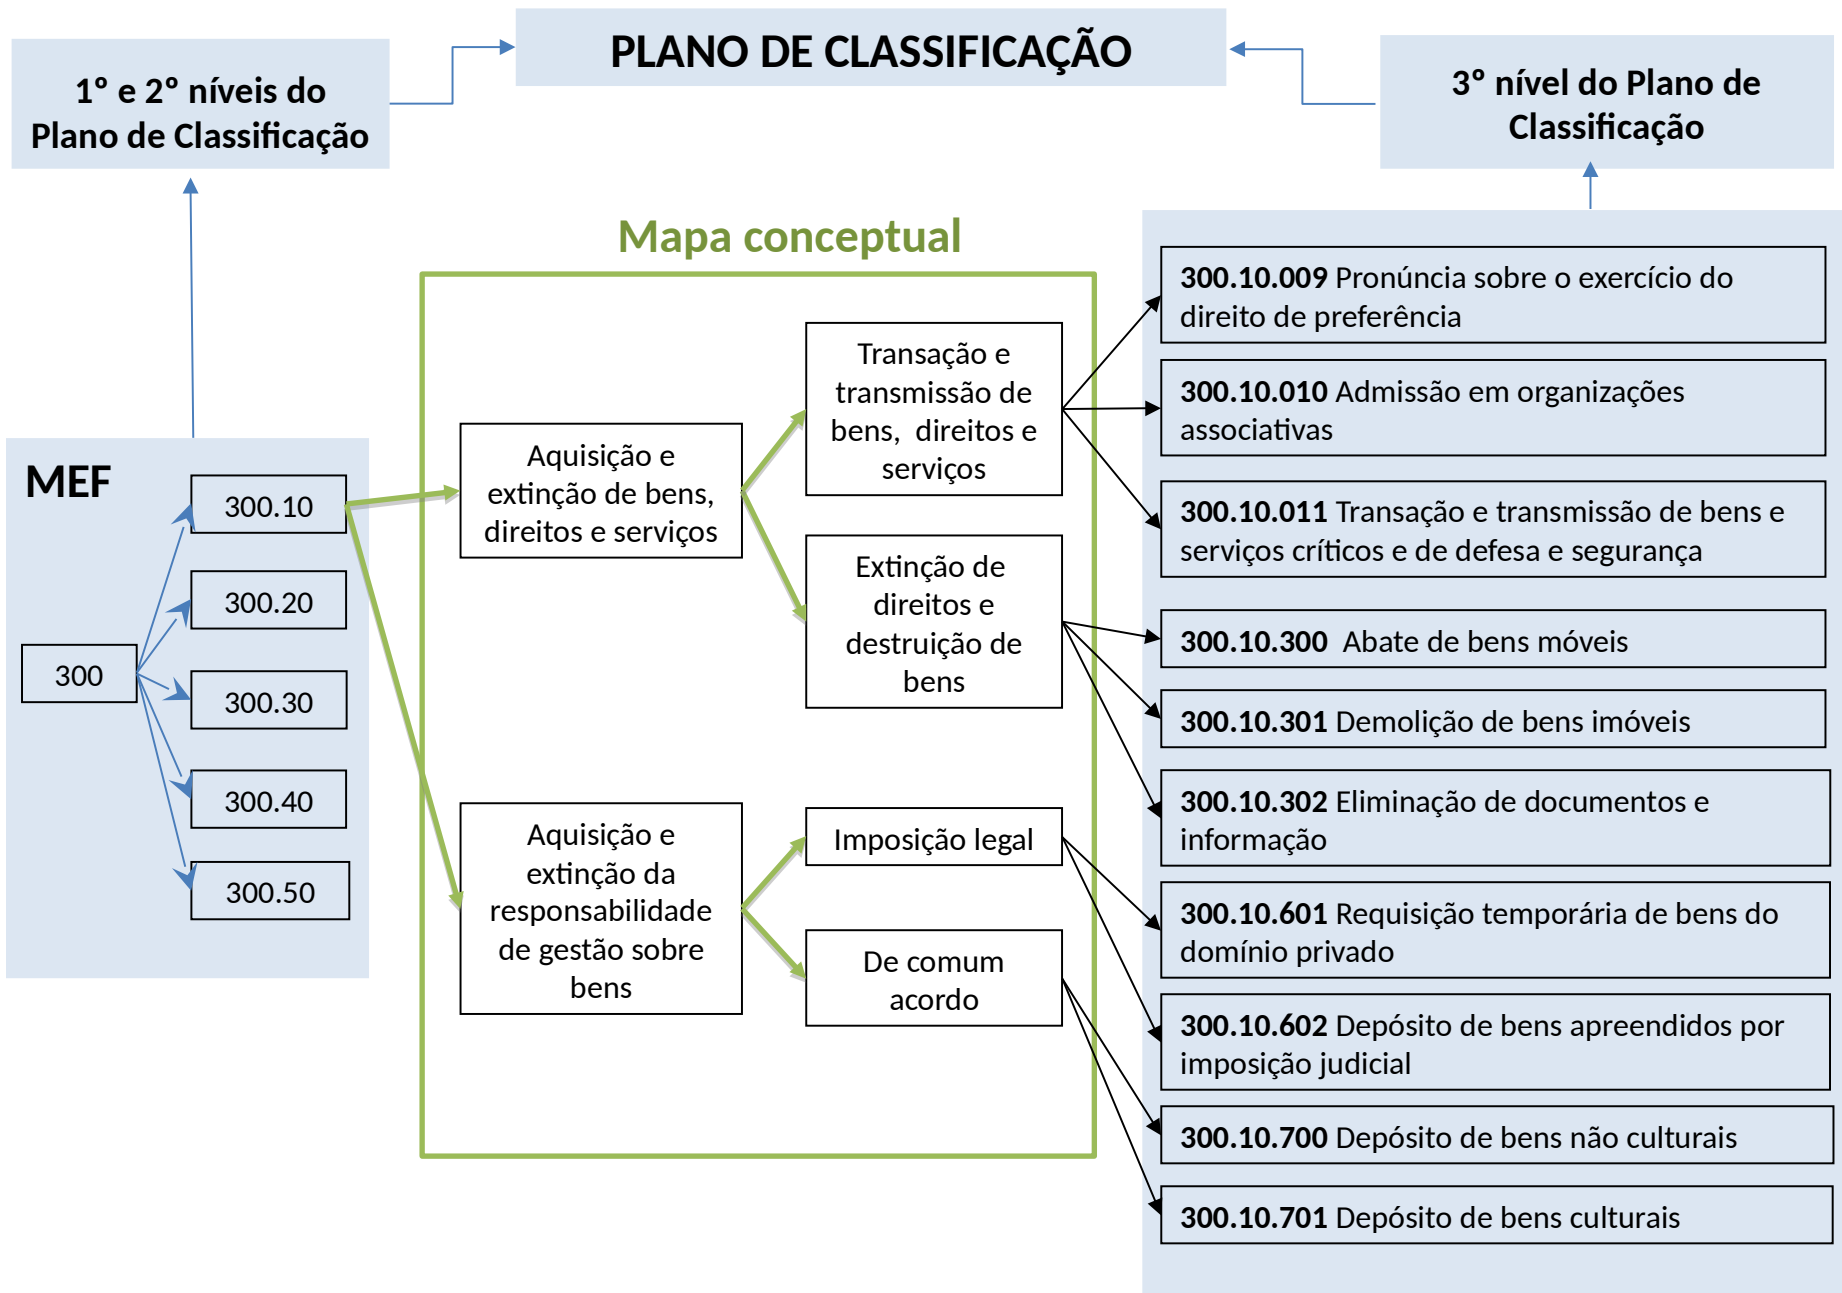 PLANO DE CLASSIFICAÇÃO
1º e 2º níveis do
Plano de Classificação
3º nível do Plano de
Classificação
Mapa conceptual
MEF
300
300.10
300.20
300.30
300.40
300.50
Aquisição e
extinção de bens,
direitos e serviços
Aquisição e
extinção da
responsabilidade
de gestão sobre
bens
Transação e
transmissão de
bens,  direitos e
serviços
Extinção de
direitos e
destruição de
bens
Imposição legal
De comum
acordo
300.10.009 Pronúncia sobre o exercício do
direito de preferência
300.10.010 Admissão em organizações
associativas
300.10.011 Transação e transmissão de bens e
serviços críticos e de defesa e segurança
300.10.300  Abate de bens móveis
300.10.301 Demolição de bens imóveis
300.10.302 Eliminação de documentos e
informação
300.10.601 Requisição temporária de bens do
domínio privado
300.10.602 Depósito de bens apreendidos por
imposição judicial
300.10.700 Depósito de bens não culturais
300.10.701 Depósito de bens culturais